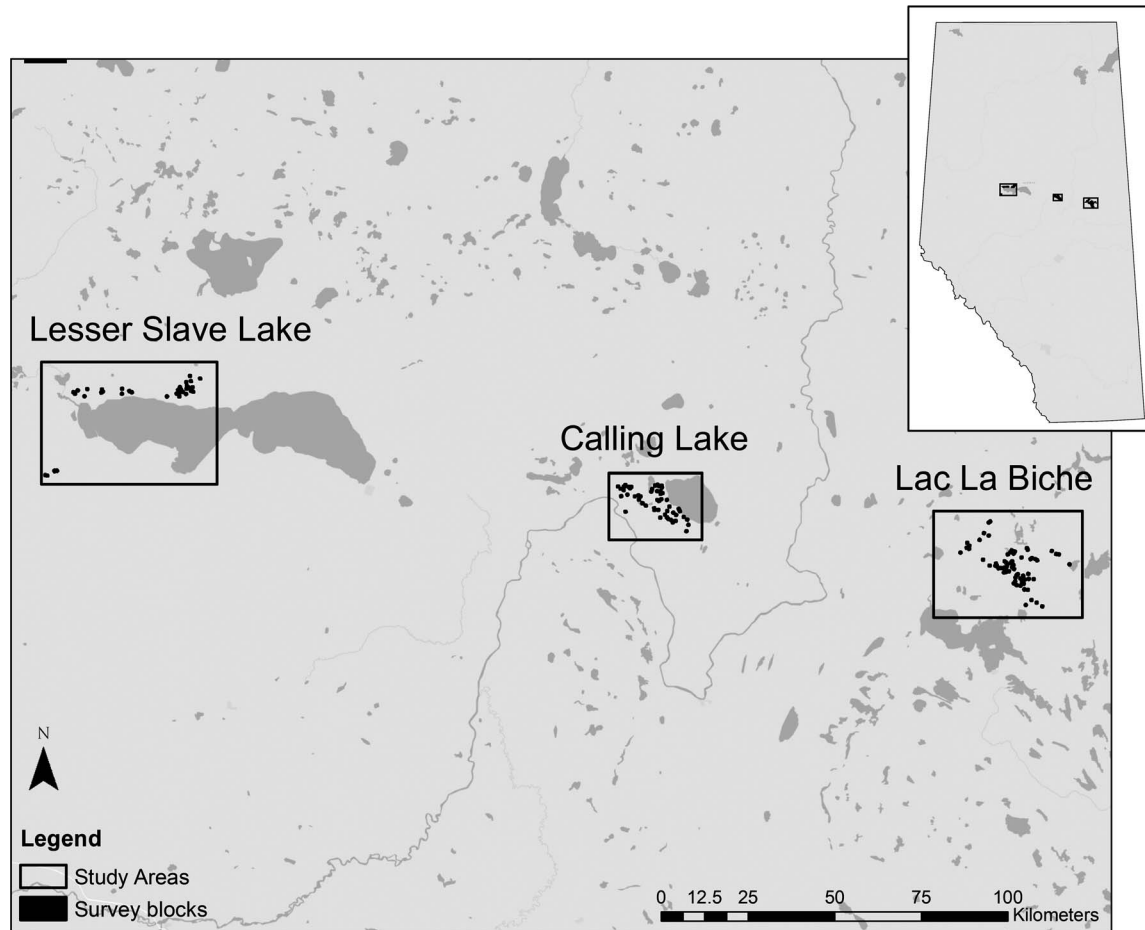 Lesser Slave Lake
Calling Lake
Lac La Biche
N
Legend
Study Areas
Survey blocks
0 12.5 25 50 75 100
Kilometers